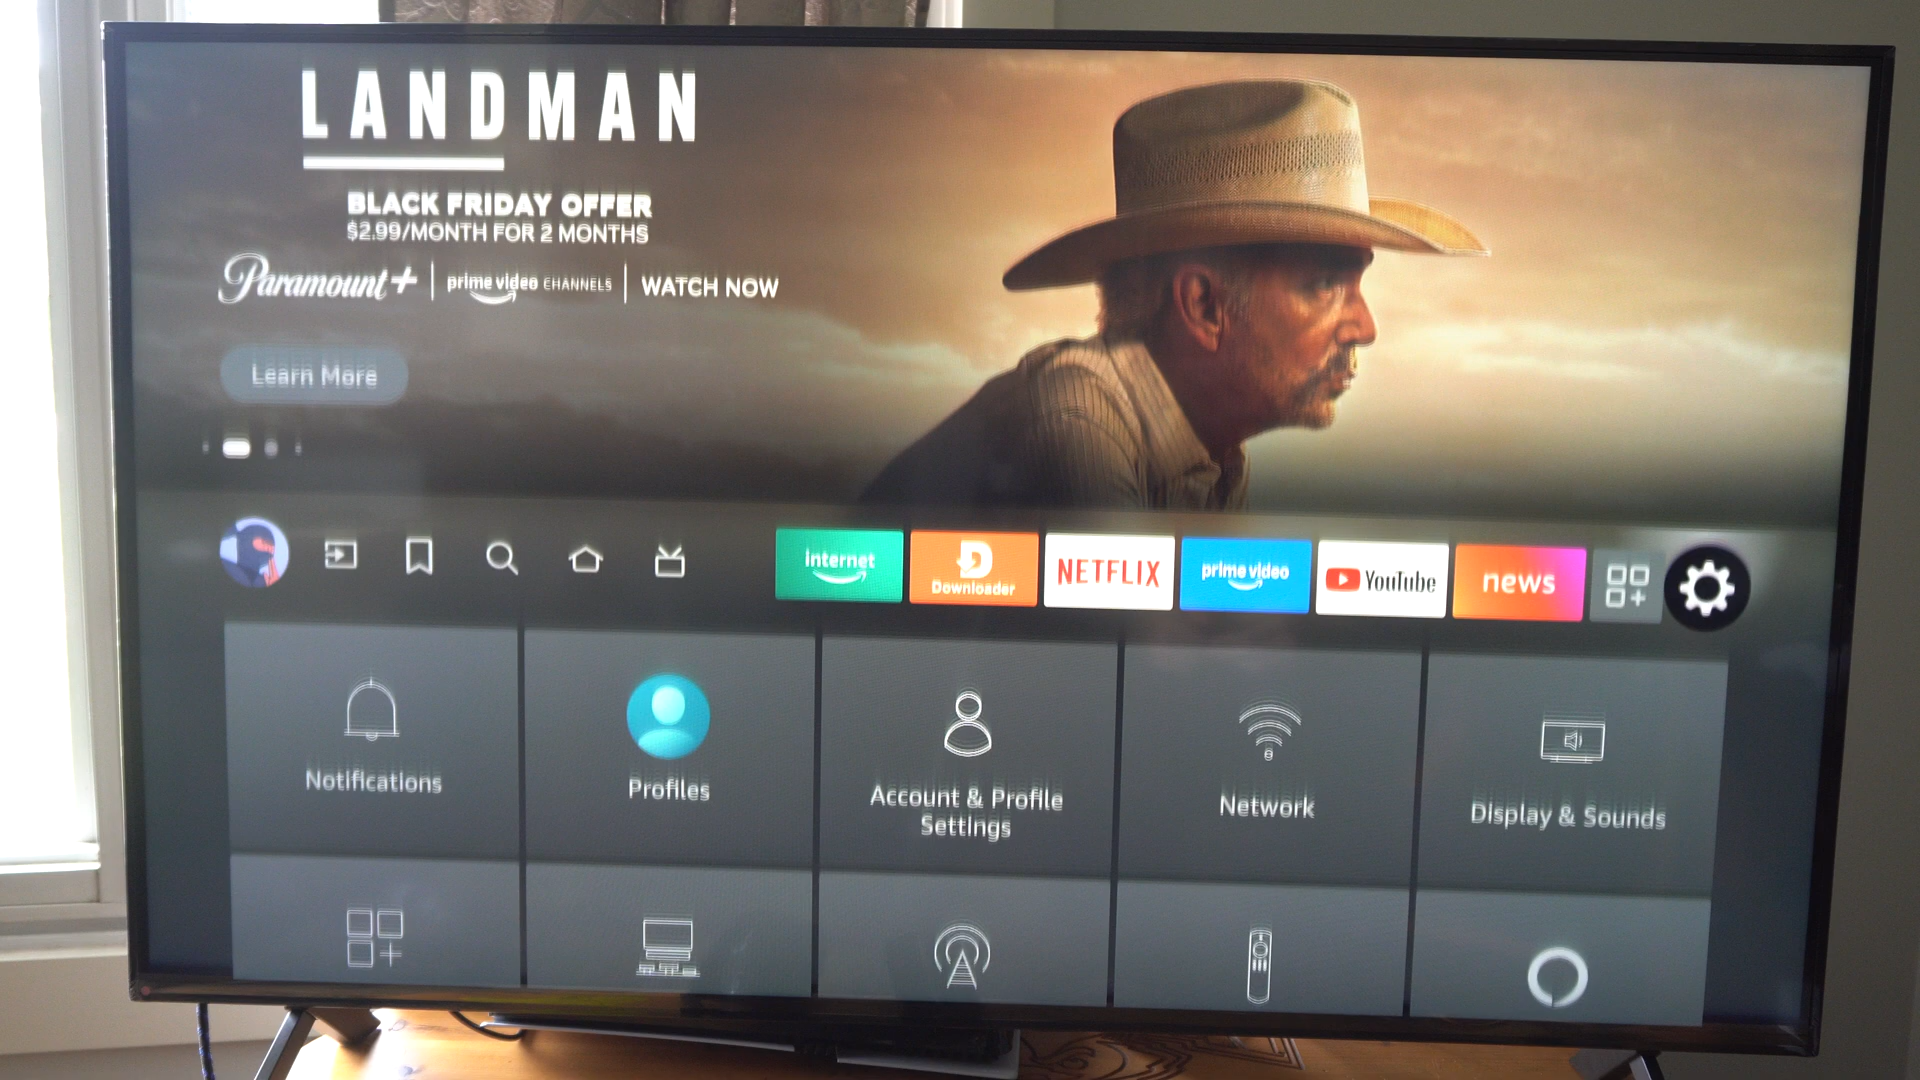 LANDMAN
BLACK FRIDAY OFFER
$2.99/MONTH FOR 2 MONTHS
Paramount+ | prime video CHANNELS | WATCH NOW
Learn More
internet
Downloader
NETFLIX
prime video
YouTube
news
Notifications
Profiles
Account & Profile
Settings
Network
Display & Sounds